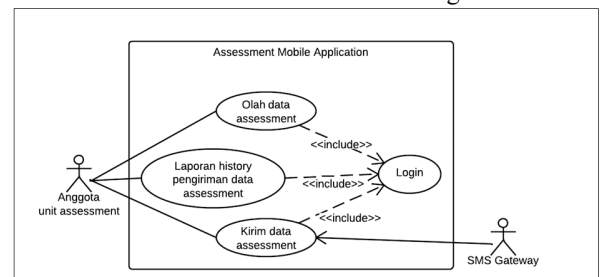 Assessment Mobile Application
Olah data
assessment
<<include>>
Laporan history
pengiriman data
assessment
<<include>>
Login
Anggota
unit assessment
<<include>>
Kirim data
assessment
SMS Gateway